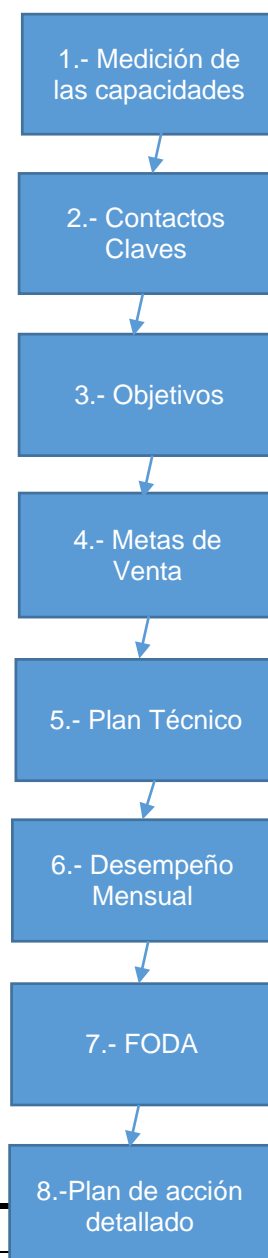 1.- Medición de
las capacidades
2.- Contactos
Claves
3.- Objetivos
4.- Metas de
Venta
5.- Plan Técnico
6.- Desempeño
Mensual
7.- FODA
8.-Plan de acción
detallado